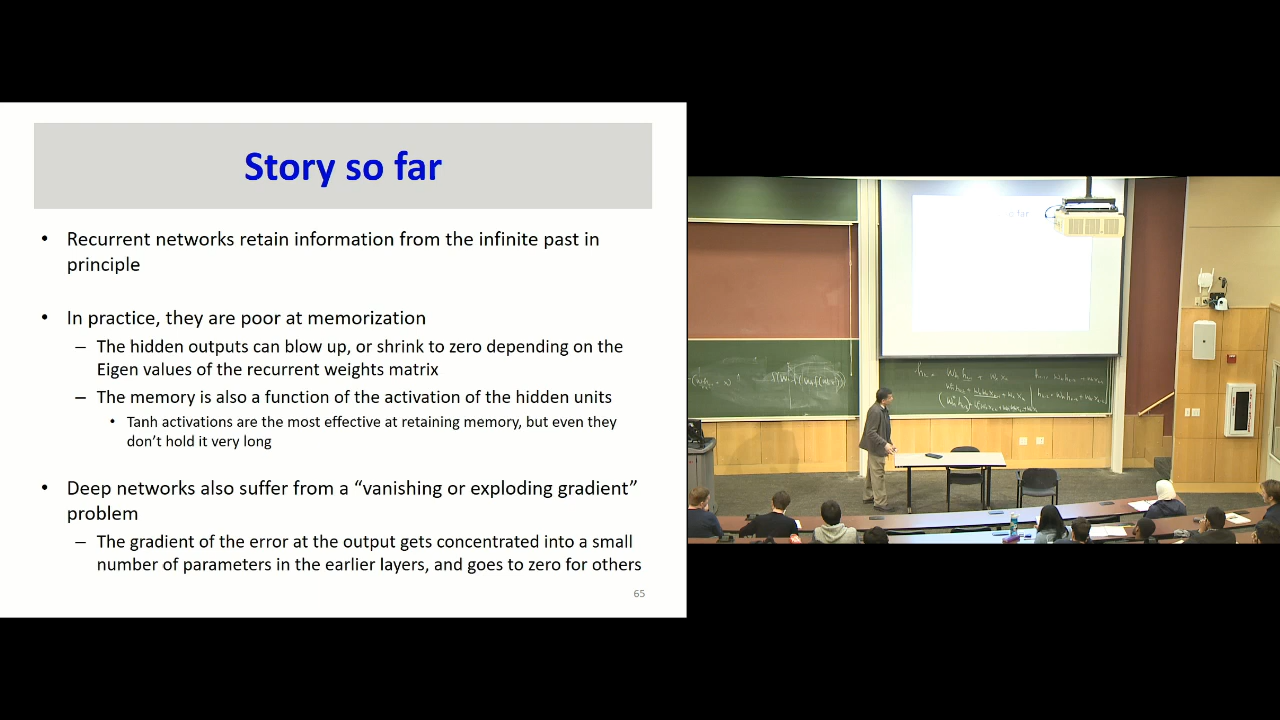 Story so far
• Recurrent networks retain information from the infinite past in
principle
• In practice, they are poor at memorization
– The hidden outputs can blow up, or shrink to zero depending on the
Eigen values of the recurrent weights matrix
– The memory is also a function of the activation of the hidden units
• Tanh activations are the most effective at retaining memory, but even they
don’t hold it very long
• Deep networks also suffer from a “vanishing or exploding gradient”
problem
– The gradient of the error at the output gets concentrated into a small
number of parameters in the earlier layers, and goes to zero for others
65
far